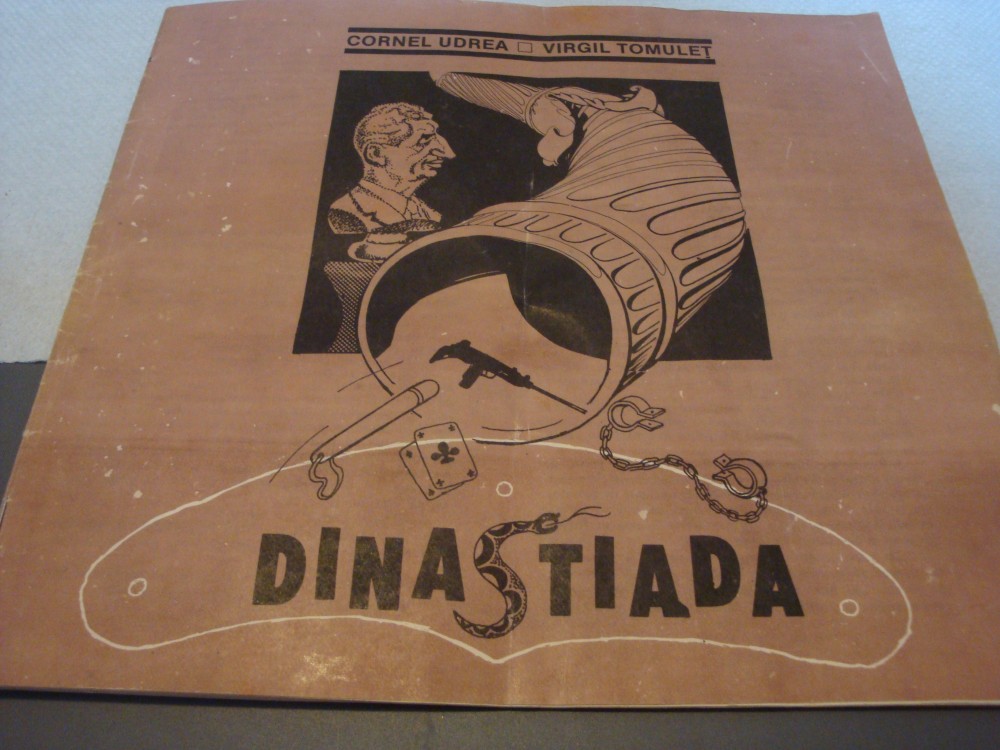 CORNEL UDREA □ VIRGIL TOMULEȚ
DINASTIADA